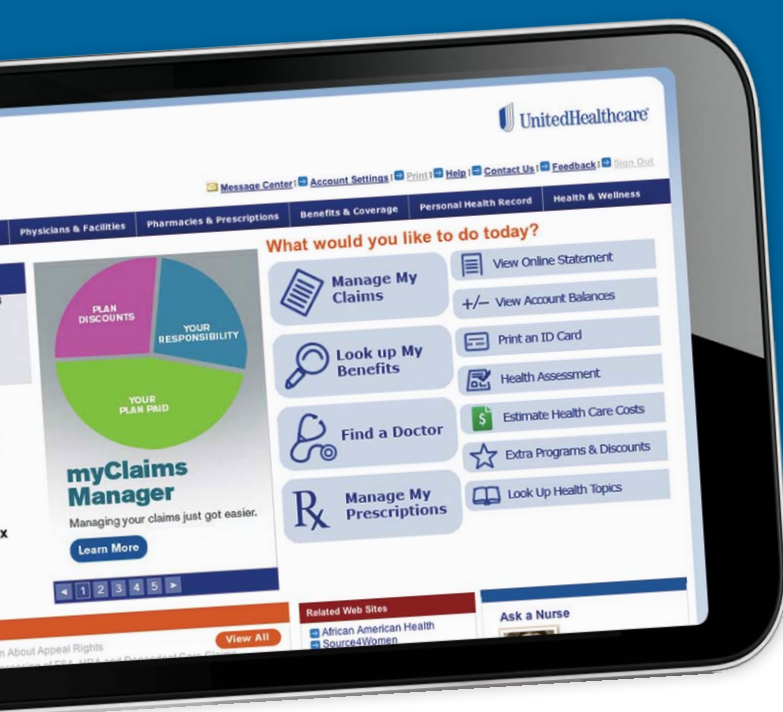 UnitedHealthcare
Message Center Account Settings Print Help Contact Us Feedback Sign Out
Physicians & Facilities Pharmacies & Prescriptions Benefits & Coverage Personal Health Record Health & Wellness
What would you like to do today?
PLAN
DISCOUNTS
YOUR
RESPONSIBILITY
YOUR
PLAN PAID
myClaims
Manager
Managing your claims just got easier.
Learn More
1 2 3 4 5
Manage My
Claims
Look up My
Benefits
Find a Doctor
Rx
Manage My
Prescriptions
View Online Statement
+/− View Account Balances
Print an ID Card
Health Assessment
$
Estimate Health Care Costs
Extra Programs & Discounts
Look Up Health Topics
x
About Appeal Rights
View All
Related Web Sites
African American Health
Source4Women
Ask a Nurse